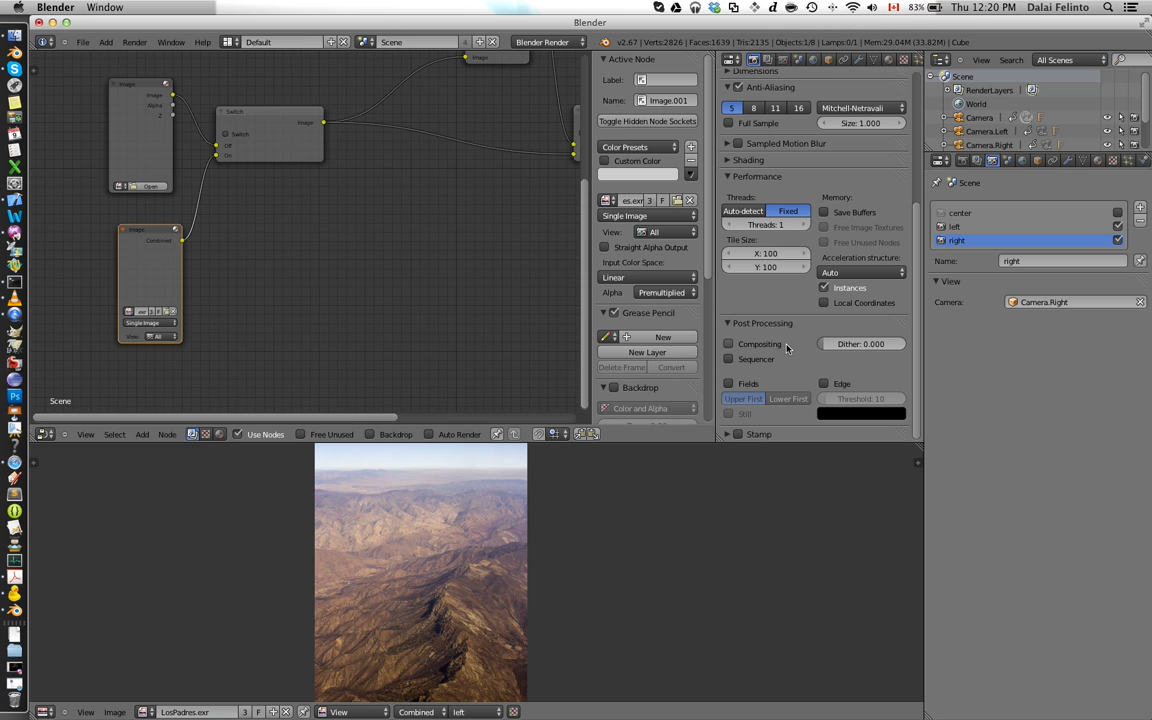 Blender Window 83% Thu 12:20 PM Dalai Felinto
Blender
File Add Render Window Help Default Scene 4 Blender Render v2.67 | Verts:2826 | Faces:1639 | Tris:2135 | Objects:1/8 | Lamps:0/1 | Mem:29.04M (33.82M) | Cube
View Search All Scenes
Image
Image
Alpha
Z
Open
Switch
Image
Switch
Off
On
Image
Image
Combined
3 F
Single Image
View: All
Scene
Active Node
Label:
Name: Image.001
Toggle Hidden Node Sockets
Color Presets
Custom Color
es.exr 3 F
Single Image
View: All
Straight Alpha Output
Input Color Space:
Linear
Alpha Premultiplied
Grease Pencil
New
New Layer
Delete Frame Convert
Backdrop
Color and Alpha
Dimensions
Anti-Aliasing
5 8 11 16 Mitchell-Netravali
Full Sample Size: 1.000
Sampled Motion Blur
Shading
Performance
Threads: Memory:
Auto-detect Fixed Save Buffers
Threads: 1 Free Image Textures
Tile Size: Free Unused Nodes
X: 100 Acceleration structure:
Y: 100 Auto
Instances
Local Coordinates
Post Processing
Compositing Dither: 0.000
Sequencer
Fields Edge
Upper First Lower First Threshold: 10
Still
Stamp
Scene
RenderLayers
World
Camera
Camera.Left
Camera.Right
Scene
center
left
right
Name: right
View
Camera: Camera.Right
View Select Add Node Use Nodes Free Unused Backdrop Auto Render
View Image LosPadres.exr 3 F View Combined left